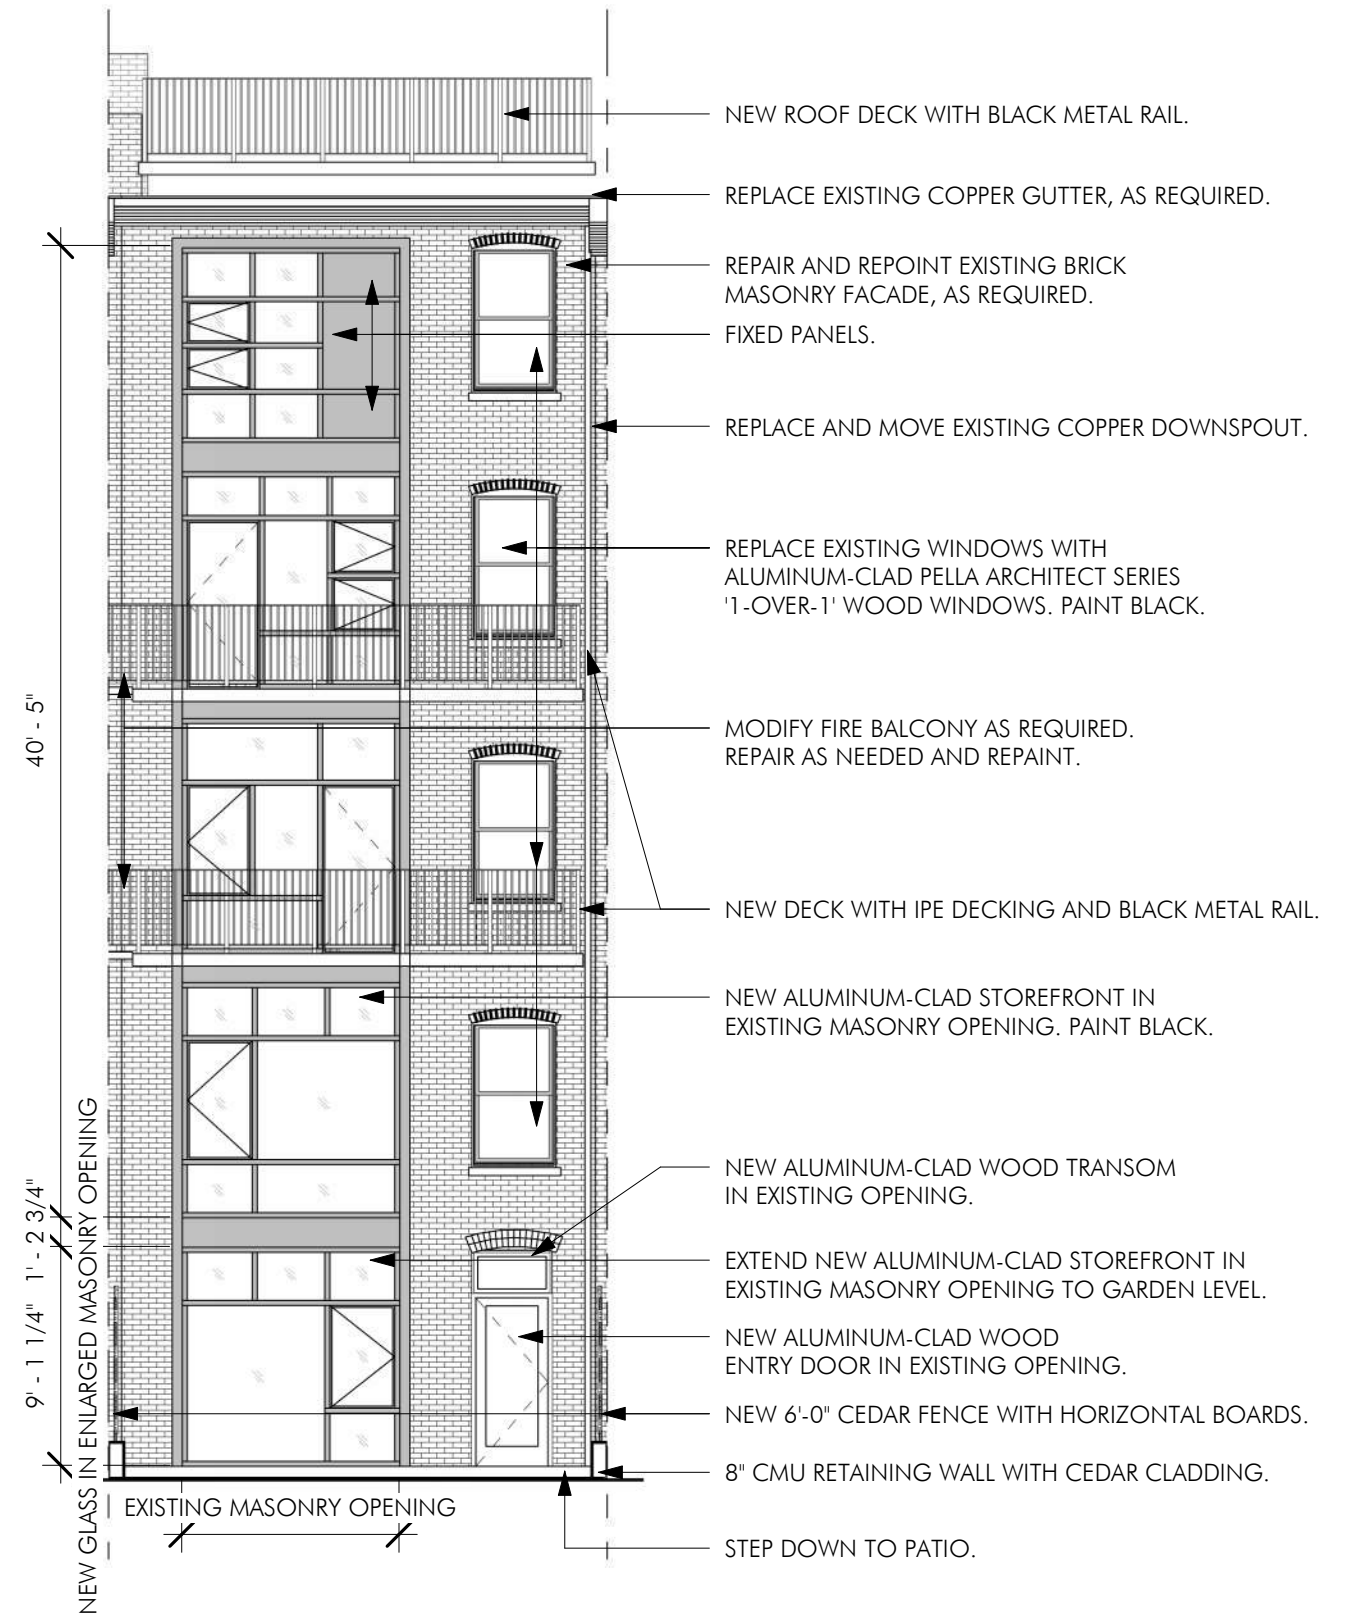 NEW ROOF DECK WITH BLACK METAL RAIL.
REPLACE EXISTING COPPER GUTTER, AS REQUIRED.
REPAIR AND REPOINT EXISTING BRICK
MASONRY FACADE, AS REQUIRED.
FIXED PANELS.
REPLACE AND MOVE EXISTING COPPER DOWNSPOUT.
REPLACE EXISTING WINDOWS WITH
ALUMINUM-CLAD PELLA ARCHITECT SERIES
'1-OVER-1' WOOD WINDOWS. PAINT BLACK.
MODIFY FIRE BALCONY AS REQUIRED.
REPAIR AS NEEDED AND REPAINT.
NEW DECK WITH IPE DECKING AND BLACK METAL RAIL.
NEW ALUMINUM-CLAD STOREFRONT IN
EXISTING MASONRY OPENING. PAINT BLACK.
NEW ALUMINUM-CLAD WOOD TRANSOM
IN EXISTING OPENING.
EXTEND NEW ALUMINUM-CLAD STOREFRONT IN
EXISTING MASONRY OPENING TO GARDEN LEVEL.
NEW ALUMINUM-CLAD WOOD
ENTRY DOOR IN EXISTING OPENING.
NEW 6'-0" CEDAR FENCE WITH HORIZONTAL BOARDS.
8" CMU RETAINING WALL WITH CEDAR CLADDING.
STEP DOWN TO PATIO.
40' - 5"
1' - 2 3/4"
9' - 1 1/4"
NEW GLASS IN ENLARGED MASONRY OPENING
EXISTING MASONRY OPENING